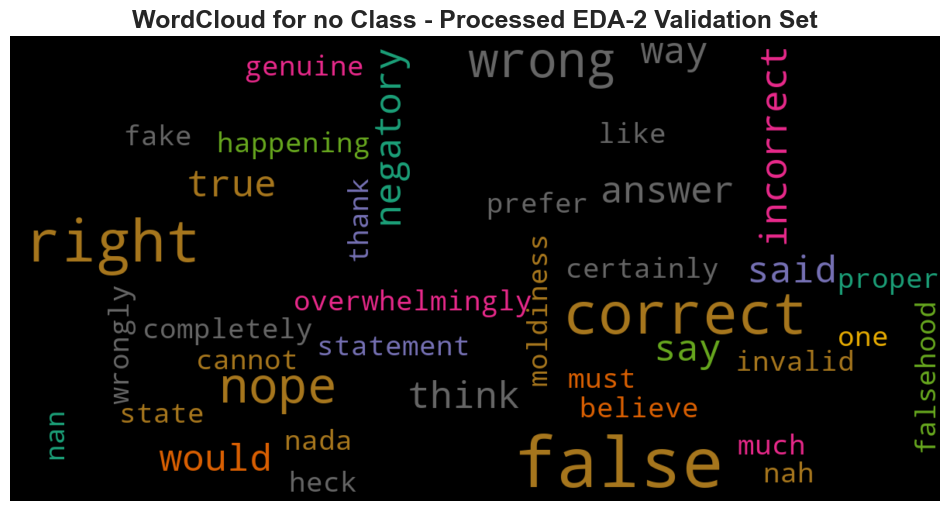 WordCloud for no Class - Processed EDA-2 Validation Set
wrong
way
genuine
negatory
incorrect
fake
happening
like
true
thank
prefer
answer
right
moldiness
certainly
said
proper
wrongly
overwhelmingly
correct
completely
statement
say
one
falsehood
cannot
invalid
nope
think
must
believe
state
nan
would
nada
false
much
heck
nah